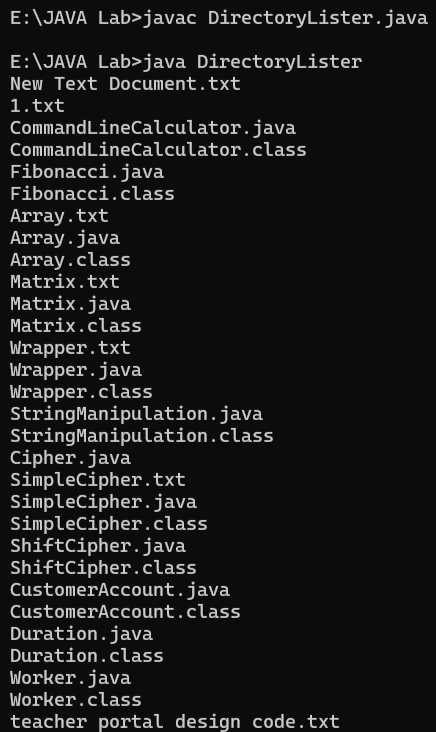 E:\JAVA Lab>javac DirectoryLister.java
E:\JAVA Lab>java DirectoryLister
New Text Document.txt
1.txt
CommandLineCalculator.java
CommandLineCalculator.class
Fibonacci.java
Fibonacci.class
Array.txt
Array.java
Array.class
Matrix.txt
Matrix.java
Matrix.class
Wrapper.txt
Wrapper.java
Wrapper.class
StringManipulation.java
StringManipulation.class
Cipher.java
SimpleCipher.txt
SimpleCipher.java
SimpleCipher.class
ShiftCipher.java
ShiftCipher.class
CustomerAccount.java
CustomerAccount.class
Duration.java
Duration.class
Worker.java
Worker.class
teacher portal design code.txt